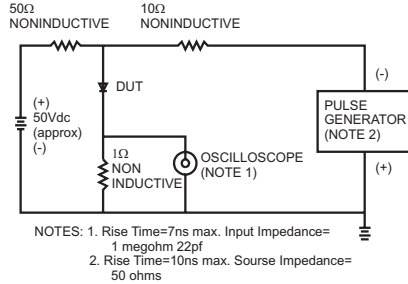 50Ω
NONINDUCTIVE
10Ω
NONINDUCTIVE
DUT
(+)
50Vdc
(approx)
(-)
(-)
PULSE
GENERATOR
(NOTE 2)
(+)
1Ω
NON
INDUCTIVE
OSCILLOSCOPE
(NOTE 1)
NOTES: 1. Rise Time=7ns max. Input Impedance=
1 megohm 22pf
2. Rise Time=10ns max. Sourse Impedance=
50 ohms